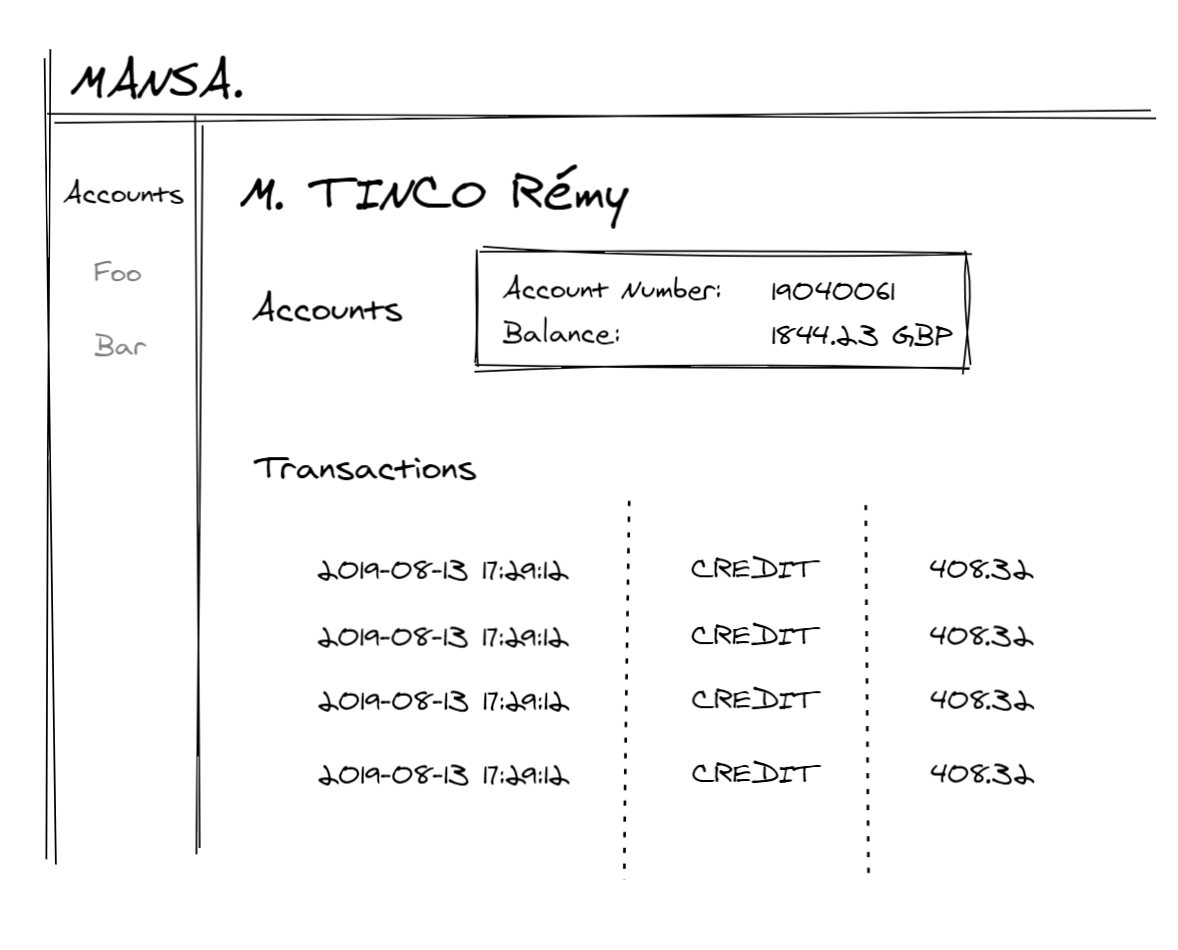 MANSA.
Accounts
Foo
Bar
M. TINCO Rémy
Accounts
Account Number: 19040061
Balance: 1844.23 GBP
Transactions
2019-08-13 17:29:12 CREDIT 408.32
2019-08-13 17:29:12 CREDIT 408.32
2019-08-13 17:29:12 CREDIT 408.32
2019-08-13 17:29:12 CREDIT 408.32